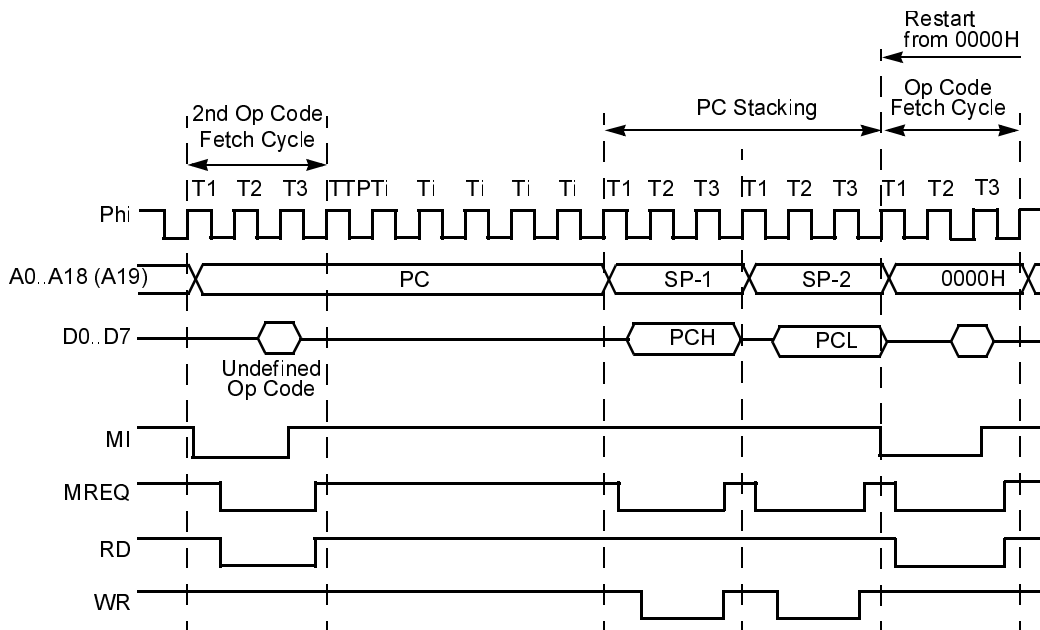 Restart
from 0000H
2nd Op Code
Fetch Cycle
PC Stacking
Op Code
Fetch Cycle
T1 T2 T3 TTPTi Ti Ti Ti Ti T1 T2 T3 T1 T2 T3 T1 T2 T3
Phi
A0..A18 (A19) PC SP-1 SP-2 0000H
D0..D7 PCH PCL
Undefined
Op Code
MI
MREQ
RD
WR